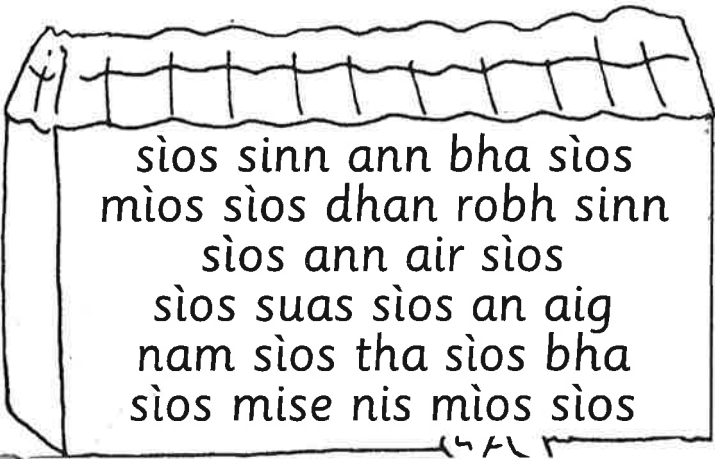 sìos sinn ann bha sìos
mìos sìos dhan robh sinn
sìos ann air sìos
sìos suas sìos an aig
nam sìos tha sìos bha
sìos mise nis mìos sìos